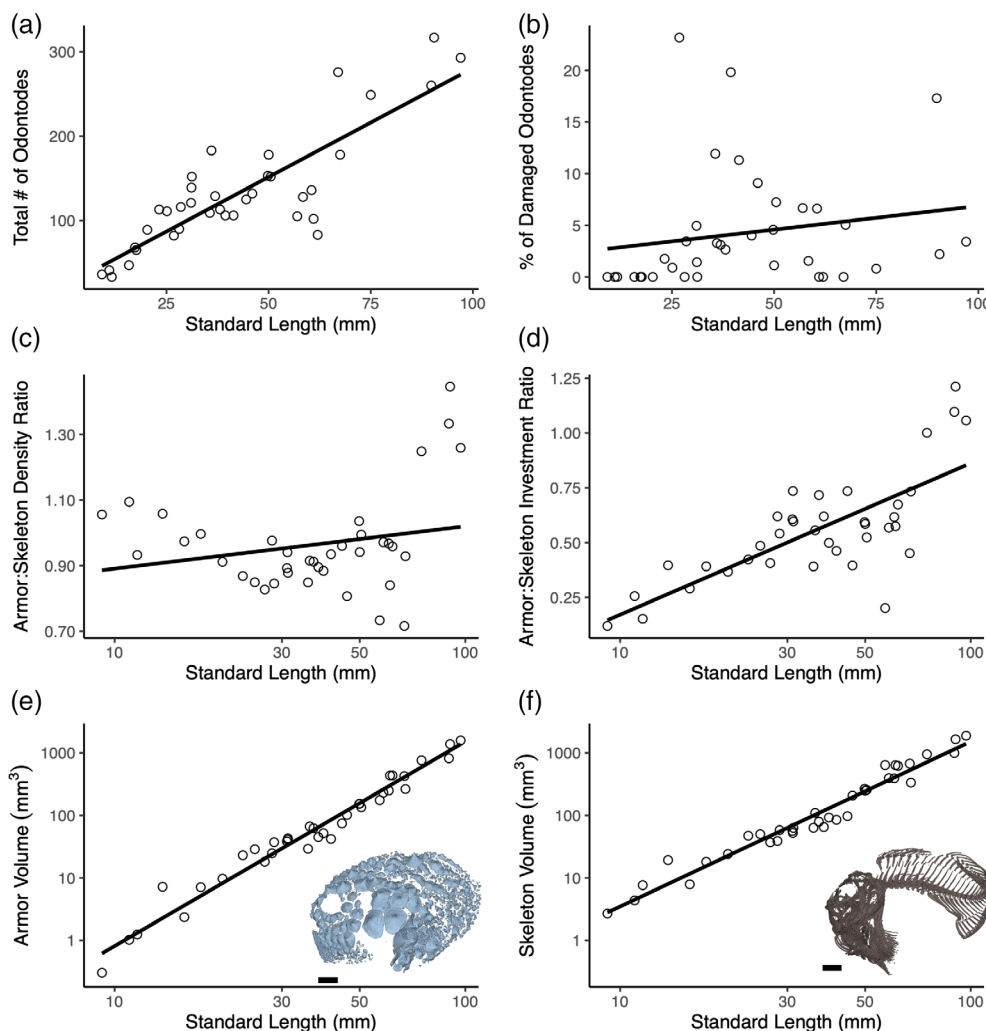 (a)
Total # of Odontodes
300
200
100
25
50
75
100
Standard Length (mm)
(b)
% of Damaged Odontodes
20
15
10
5
0
25
50
75
100
Standard Length (mm)
(c)
Armor:Skeleton Density Ratio
1.30
1.10
0.90
0.70
10
30
50
100
Standard Length (mm)
(d)
Armor:Skeleton Investment Ratio
1.25
1.00
0.75
0.50
0.25
10
30
50
100
Standard Length (mm)
(e)
Armor Volume (mm³)
1000
100
10
1
10
30
50
100
Standard Length (mm)
(f)
Skeleton Volume (mm³)
1000
100
10
1
10
30
50
100
Standard Length (mm)